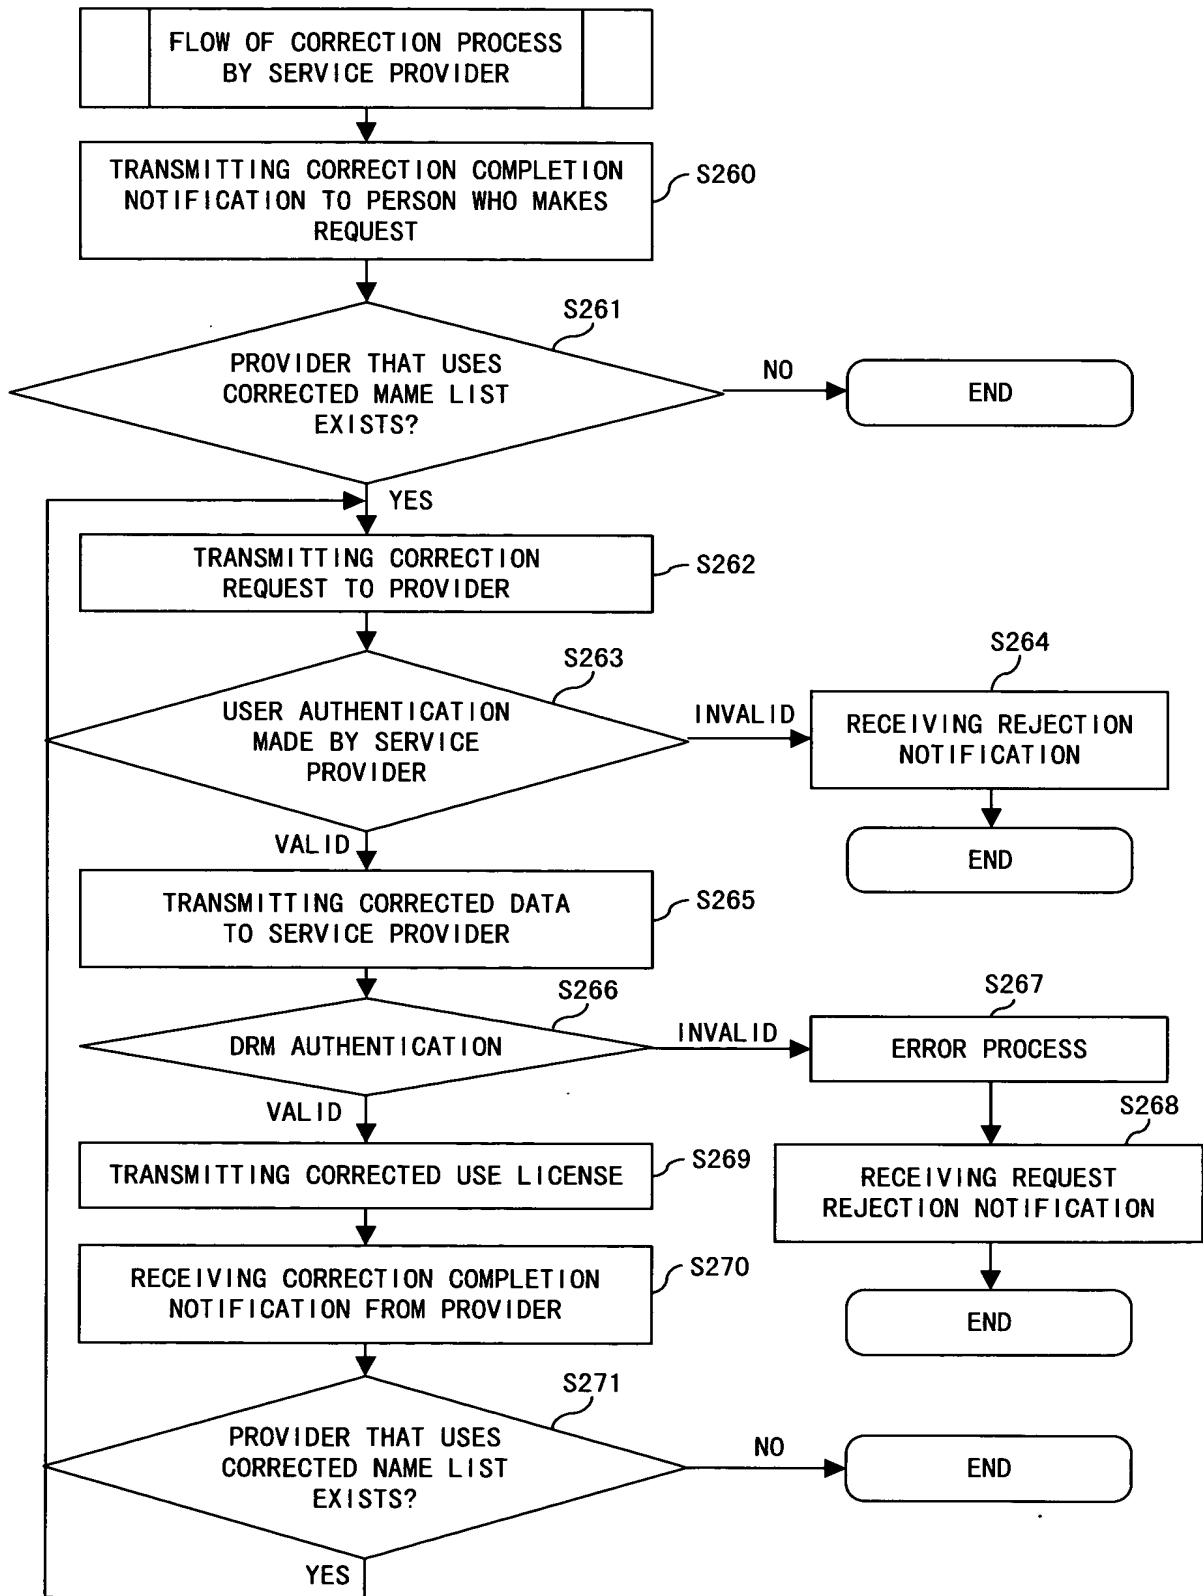 FLOW OF CORRECTION PROCESS
BY SERVICE PROVIDER
TRANSMITTING CORRECTION COMPLETION
NOTIFICATION TO PERSON WHO MAKES
REQUEST
S260
S261
PROVIDER THAT USES
CORRECTED MAME LIST
EXISTS?
NO
END
YES
TRANSMITTING CORRECTION
REQUEST TO PROVIDER
S262
S263
USER AUTHENTICATION
MADE BY SERVICE
PROVIDER
INVALID
S264
RECEIVING REJECTION
NOTIFICATION
END
VALID
TRANSMITTING CORRECTED DATA
TO SERVICE PROVIDER
S265
S266
DRM AUTHENTICATION
INVALID
S267
ERROR PROCESS
VALID
S268
TRANSMITTING CORRECTED USE LICENSE
S269
RECEIVING REQUEST
REJECTION NOTIFICATION
RECEIVING CORRECTION COMPLETION
NOTIFICATION FROM PROVIDER
S270
END
S271
PROVIDER THAT USES
CORRECTED NAME LIST
EXISTS?
NO
END
YES